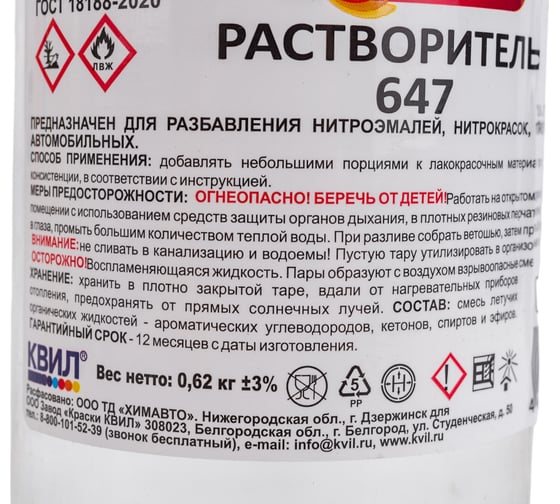 ГОСТ 18188-2020
ЛВЖ
РАСТВОРИТЕЛЬ
647
ПРЕДНАЗНАЧЕН ДЛЯ РАЗБАВЛЕНИЯ НИТРОЭМАЛЕЙ, НИТРОКРАСОК,
АВТОМОБИЛЬНЫХ.
СПОСОБ ПРИМЕНЕНИЯ: добавлять небольшими порциями к лакокрасочным
консистенции, в соответствии с инструкцией.
МЕРЫ ПРЕДОСТОРОЖНОСТИ: ОГНЕОПАСНО! БЕРЕЧЬ ОТ ДЕТЕЙ! Работать на
помещении с использованием средств защиты органов дыхания, в плотных резиновых
в глаза, промыть большим количеством теплой воды. При разливе собрать ветошью, затем
ВНИМАНИЕ: не сливать в канализацию и водоемы! Пустую тару утилизировать в
ОСТОРОЖНО! Воспламеняющаяся жидкость. Пары образуют с воздухом взрывоопасные
ХРАНЕНИЕ: хранить в плотно закрытой таре, вдали от нагревательных приборов
отопления, предохранять от прямых солнечных лучей. СОСТАВ: смесь летучих
органических жидкостей - ароматических углеводородов, кетонов, спиртов и эфиров.
ГАРАНТИЙНЫЙ СРОК - 12 месяцев с даты изготовления.
КВИЛ®
Вес нетто: 0,62 кг ±3%
5
PP
Расфасовано: ООО ТД «ХИМАВТО». Нижегородская обл., г. Дзержинск для
ООО Завод «Краски КВИЛ» 308023, Белгородская обл., г. Белгород, ул. Студенческая, д. 50
тел.: 8-800-101-52-39 (звонок бесплатный), e-mail: info@kvil.ru www.kvil.ru